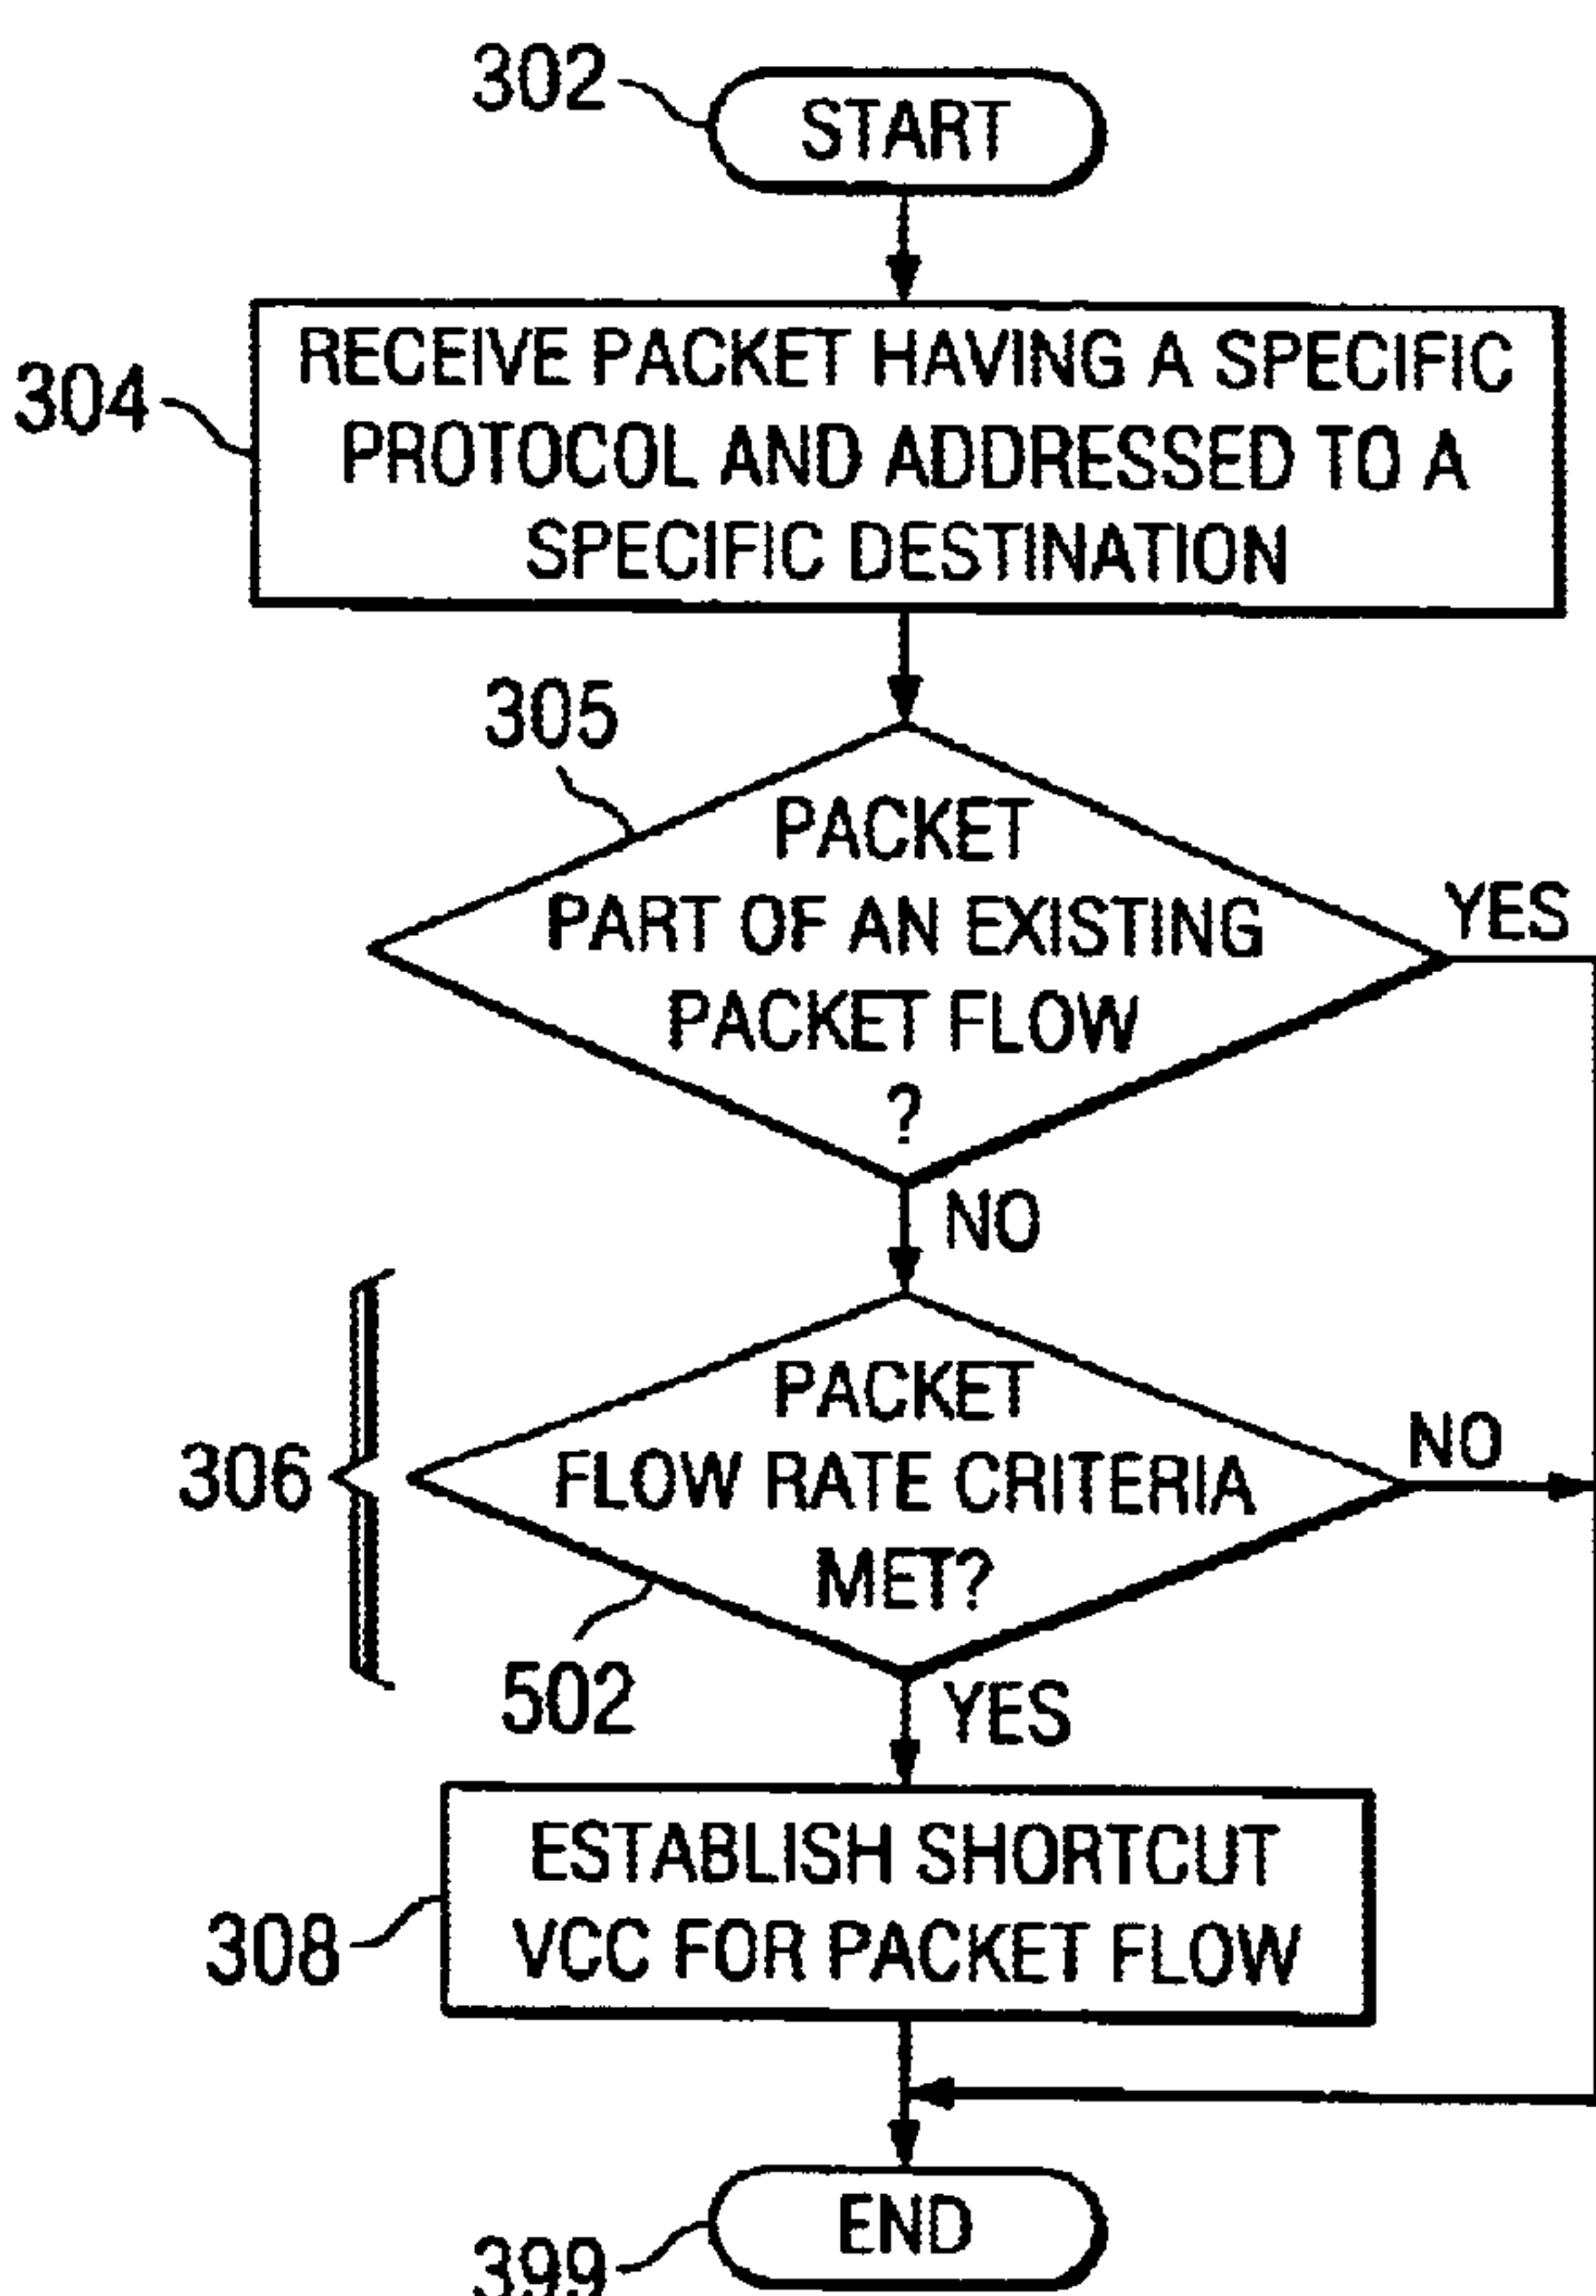 302
START
304
RECEIVE PACKET HAVING A SPECIFIC
PROTOCOL AND ADDRESSED TO A
SPECIFIC DESTINATION
305
PACKET
PART OF AN EXISTING
PACKET FLOW
?
YES
NO
306
PACKET
FLOW RATE CRITERIA
MET?
NO
502
YES
308
ESTABLISH SHORTCUT
VCC FOR PACKET FLOW
END
399